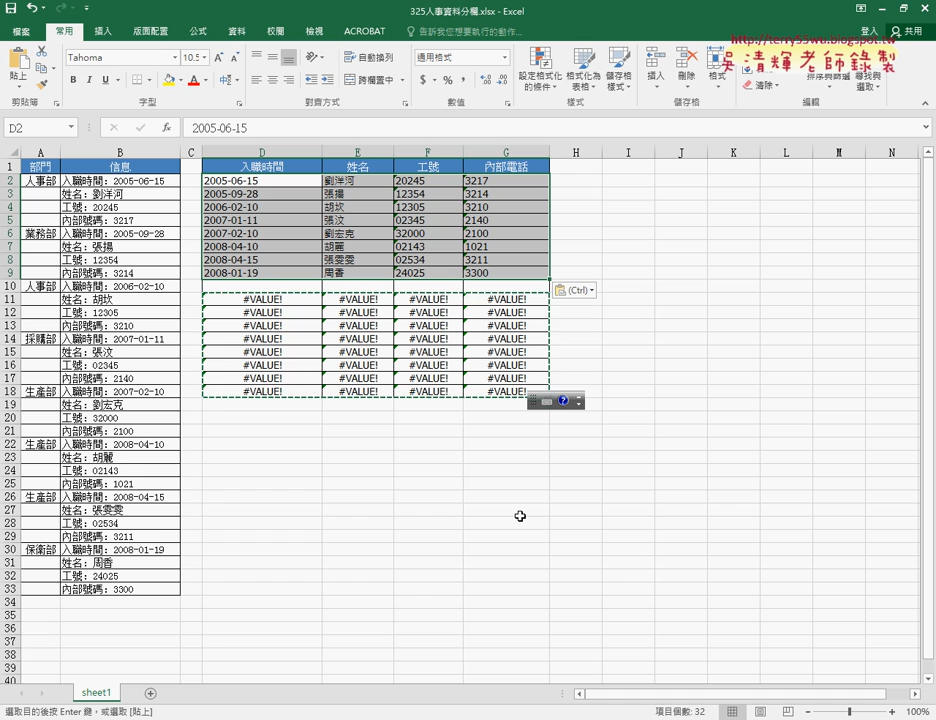 325人事資料分欄.xlsx - Excel
檔案 常用 插入 版面配置 公式 資料 校閱 檢視 ACROBAT 告訴我您想要執行的動作... 登入 共用
http://terry55wu.blogspot.tw
吳清輝老師錄製
貼上 Tahoma 10.5 自動換列 通用格式 設定格式化的條件 格式化為表格 儲存格樣式 插入 刪除 格式
B I U A 跨欄置中 $ % 清除 排序與篩選 尋找與選取
剪貼簿 字型 對齊方式 數值 樣式 儲存格 編輯
D2 fx 2005-06-15
A B C D E F G H I J K L M N
1 部門 信息 入職時間 姓名 工號 內部電話
2 人事部 入職時間：2005-06-15 2005-06-15 劉洋河 20245 3217
3 姓名：劉洋河 2005-09-28 張揚 12354 3214
4 工號：20245 2006-02-10 胡坎 12305 3210
5 內部號碼：3217 2007-01-11 張汶 02345 2140
6 業務部 入職時間：2005-09-28 2007-02-10 劉宏克 32000 2100
7 姓名：張揚 2008-04-10 胡麗 02143 1021
8 工號：12354 2008-04-15 張雯雯 02534 3211
9 內部號碼：3214 2008-01-19 周香 24025 3300
10 人事部 入職時間：2006-02-10 (Ctrl)
11 姓名：胡坎 #VALUE! #VALUE! #VALUE! #VALUE!
12 工號：12305 #VALUE! #VALUE! #VALUE! #VALUE!
13 內部號碼：3210 #VALUE! #VALUE! #VALUE! #VALUE!
14 採購部 入職時間：2007-01-11 #VALUE! #VALUE! #VALUE! #VALUE!
15 姓名：張汶 #VALUE! #VALUE! #VALUE! #VALUE!
16 工號：02345 #VALUE! #VALUE! #VALUE! #VALUE!
17 內部號碼：2140 #VALUE! #VALUE! #VALUE! #VALUE!
18 生產部 入職時間：2007-02-10 #VALUE! #VALUE! #VALUE! #VALUE!
19 姓名：劉宏克
20 工號：32000
21 內部號碼：2100
22 生產部 入職時間：2008-04-10
23 姓名：胡麗
24 工號：02143
25 內部號碼：1021
26 生產部 入職時間：2008-04-15
27 姓名：張雯雯
28 工號：02534
29 內部號碼：3211
30 保衛部 入職時間：2008-01-19
31 姓名：周香
32 工號：24025
33 內部號碼：3300
34
35
36
37
38
39
40
sheet1
選取目的後按 Enter 鍵，或選取 [貼上] 項目個數: 32 100%